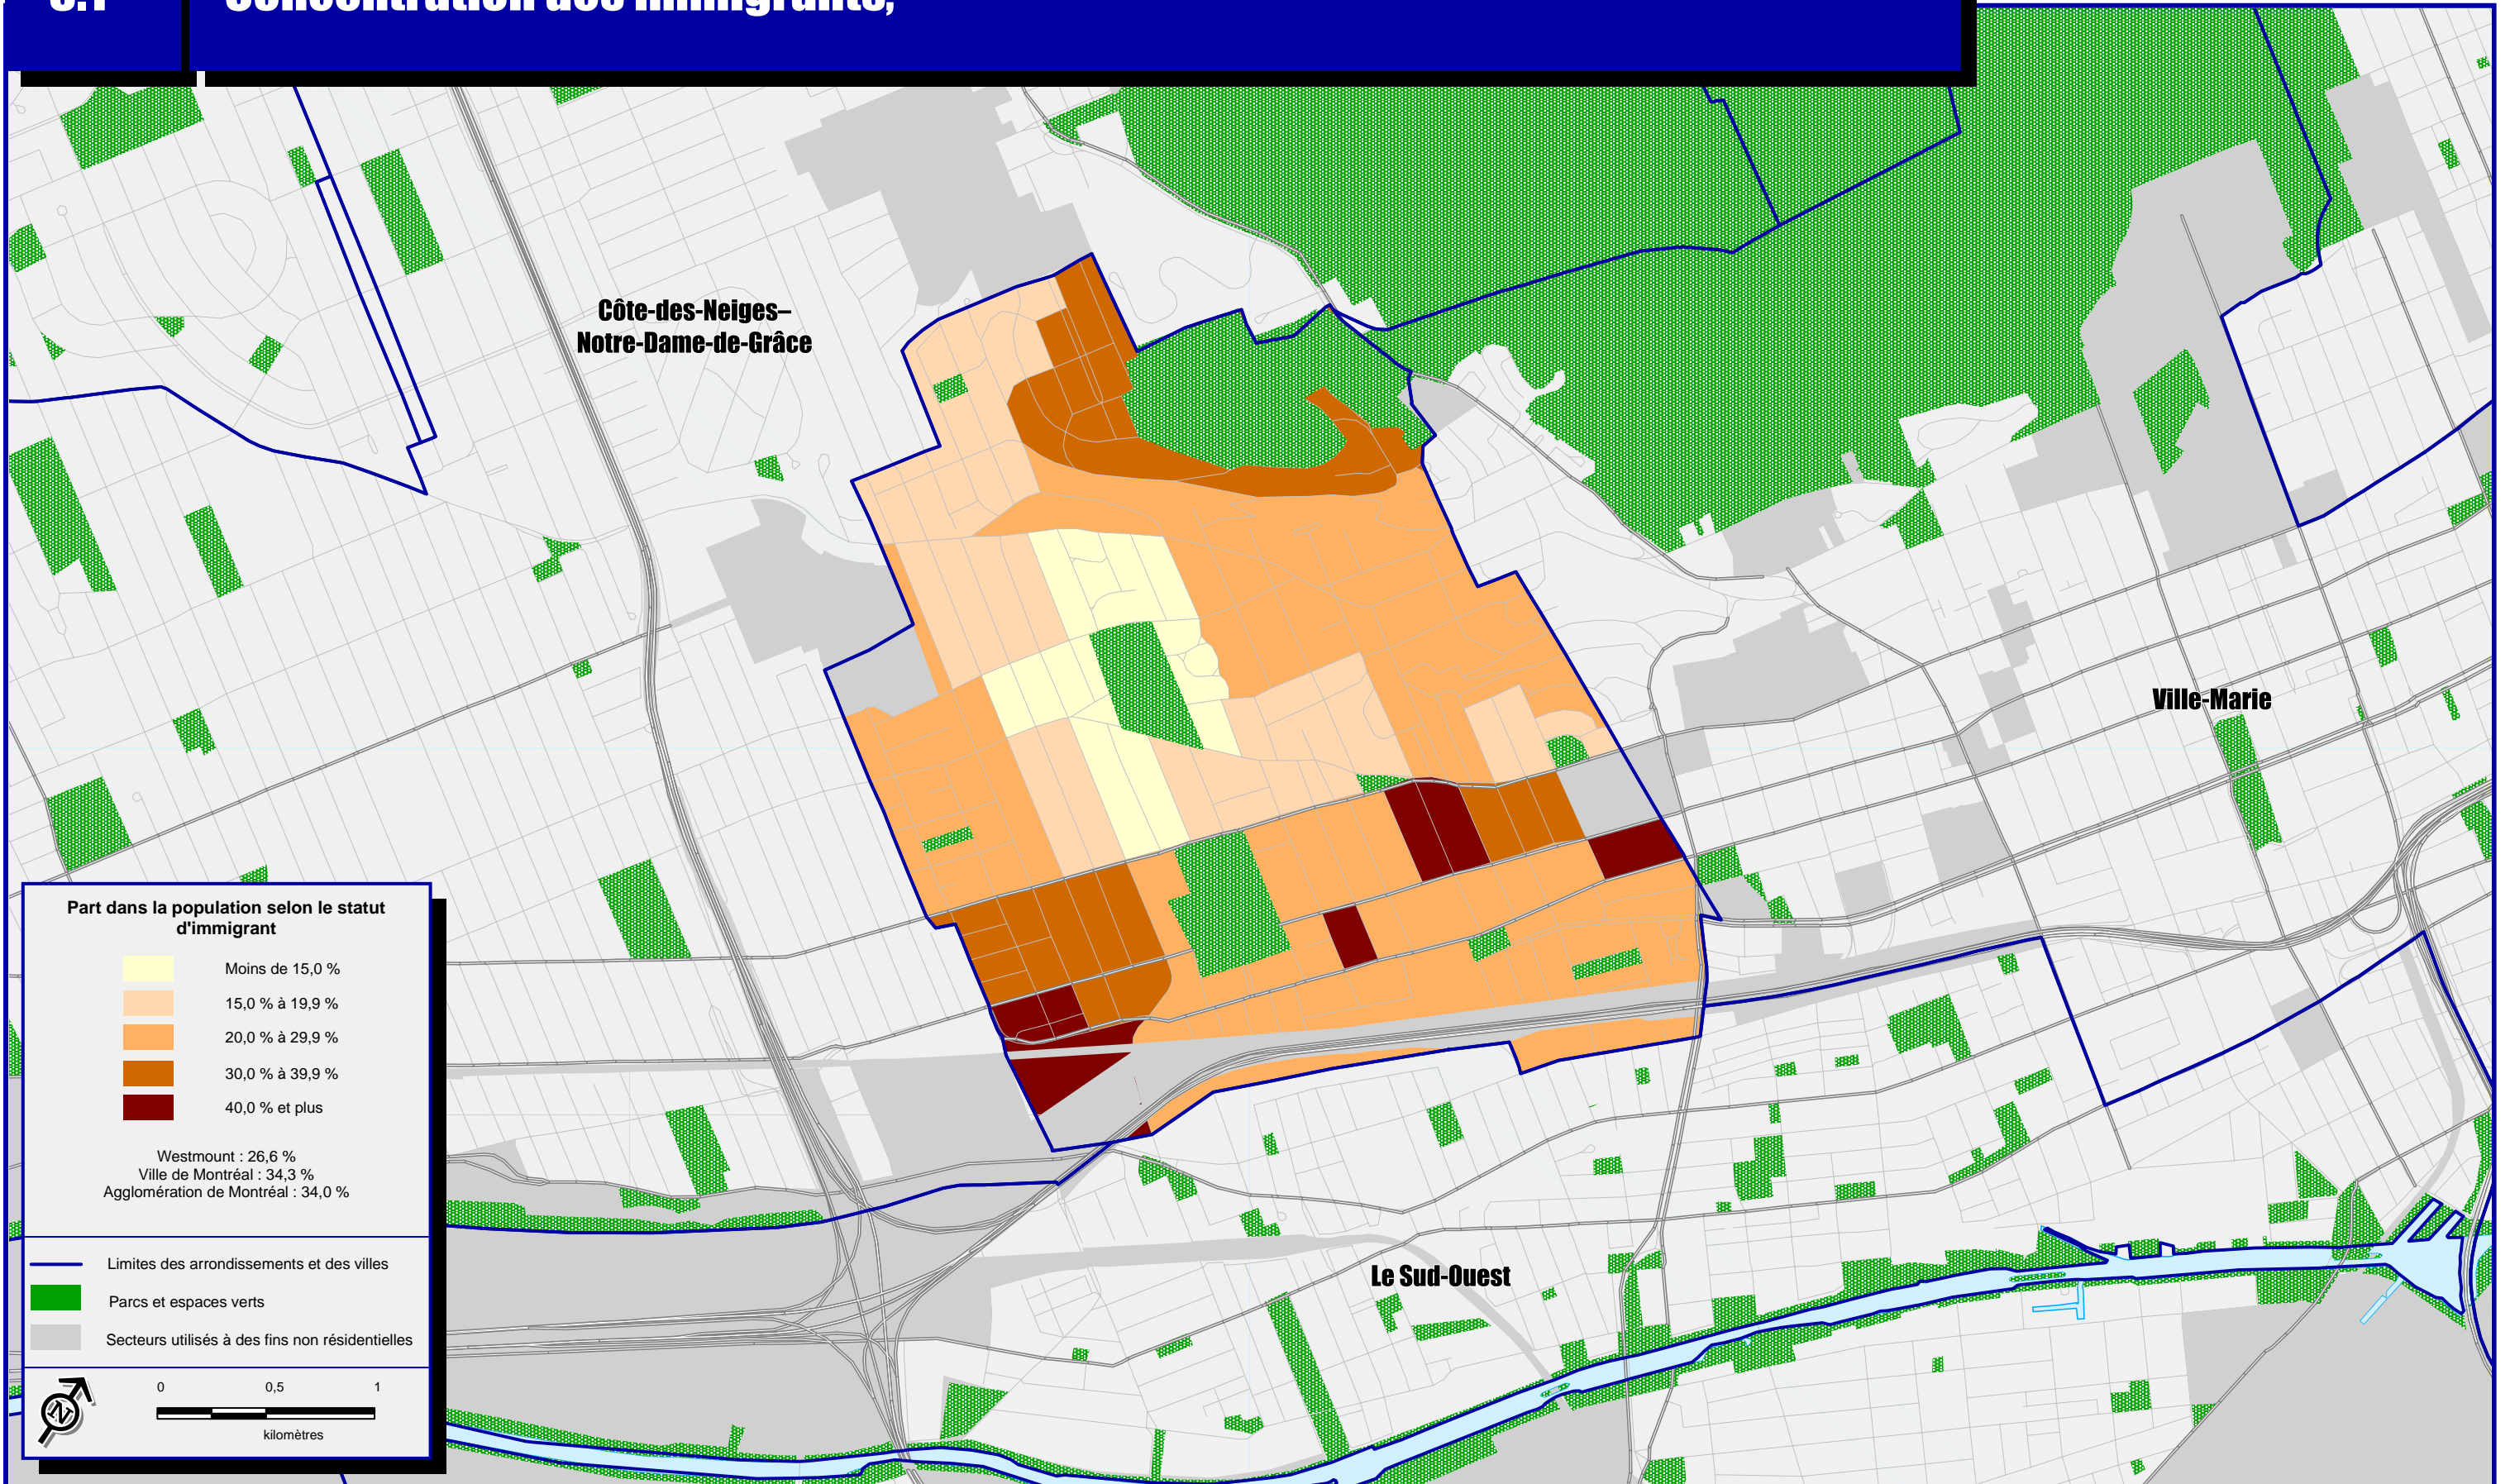 Concentration des immigrants,
Côte-des-Neiges–
Notre-Dame-de-Grâce
Ville-Marie
Le Sud-Ouest
Part dans la population selon le statut
d'immigrant
Moins de 15,0 %
15,0 % à 19,9 %
20,0 % à 29,9 %
30,0 % à 39,9 %
40,0 % et plus
Westmount : 26,6 %
Ville de Montréal : 34,3 %
Agglomération de Montréal : 34,0 %
Limites des arrondissements et des villes
Parcs et espaces verts
Secteurs utilisés à des fins non résidentielles
N
0 0,5 1
kilomètres